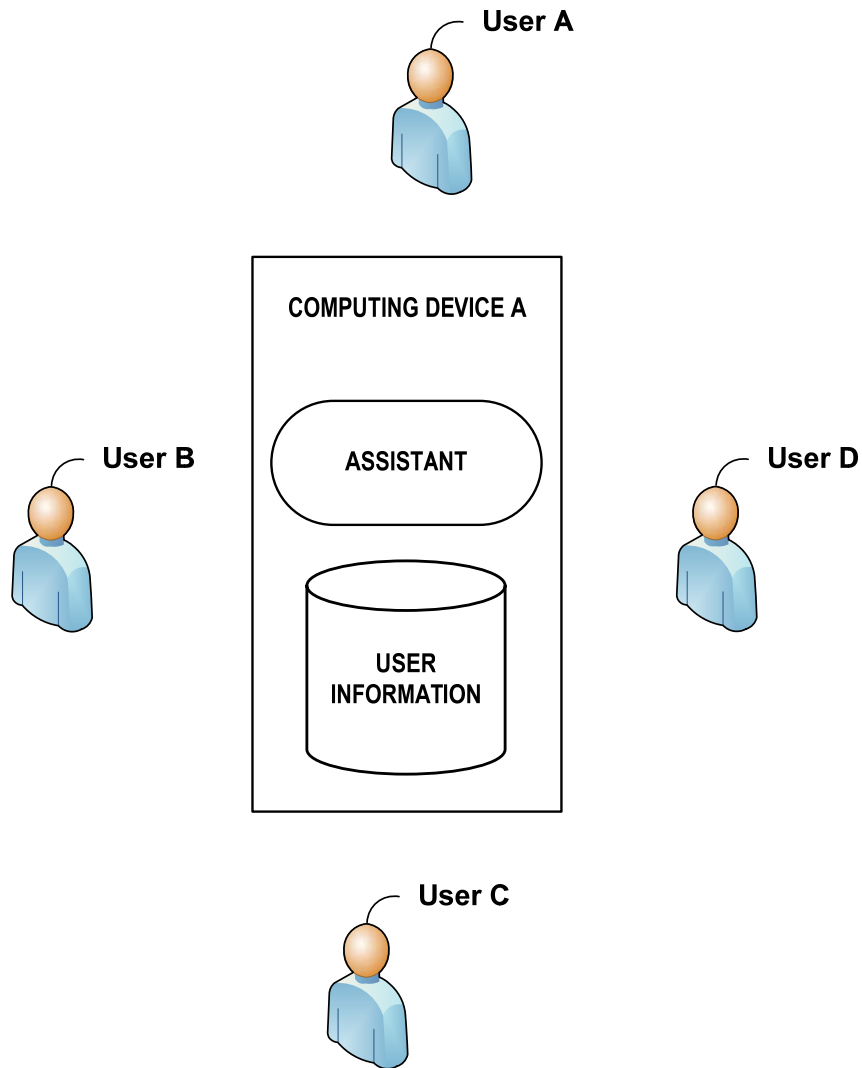 User A
COMPUTING DEVICE A
ASSISTANT
User B
User D
USER
INFORMATION
User C